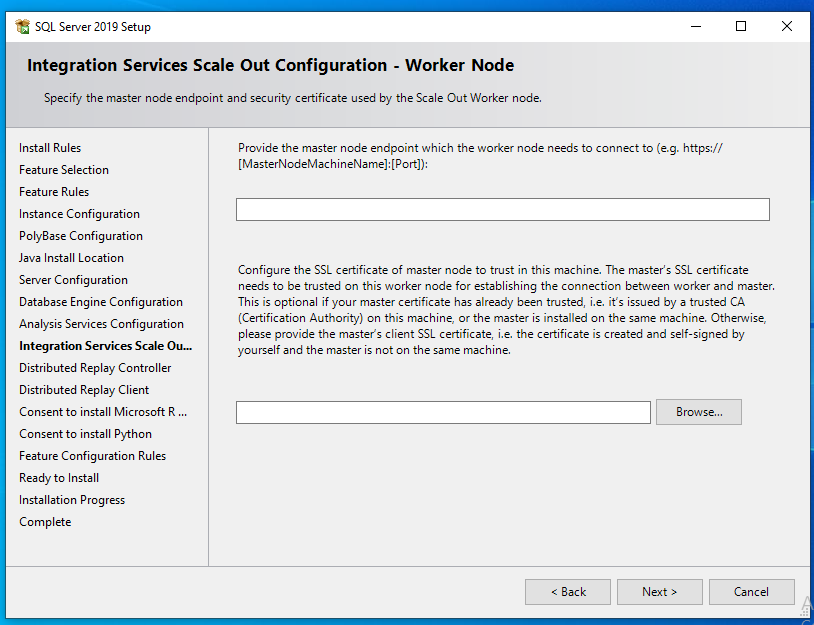 SQL Server 2019 Setup
Integration Services Scale Out Configuration - Worker Node
Specify the master node endpoint and security certificate used by the Scale Out Worker node.
Install Rules
Feature Selection
Feature Rules
Instance Configuration
PolyBase Configuration
Java Install Location
Server Configuration
Database Engine Configuration
Analysis Services Configuration
Integration Services Scale Ou...
Distributed Replay Controller
Distributed Replay Client
Consent to install Microsoft R ...
Consent to install Python
Feature Configuration Rules
Ready to Install
Installation Progress
Complete
Provide the master node endpoint which the worker node needs to connect to (e.g. https://
[MasterNodeMachineName]:[Port]):
Configure the SSL certificate of master node to trust in this machine. The master's SSL certificate
needs to be trusted on this worker node for establishing the connection between worker and master.
This is optional if your master certificate has already been trusted, i.e. it's issued by a trusted CA
(Certification Authority) on this machine, or the master is installed on the same machine. Otherwise,
please provide the master's client SSL certificate, i.e. the certificate is created and self-signed by
yourself and the master is not on the same machine.
Browse...
< Back
Next >
Cancel